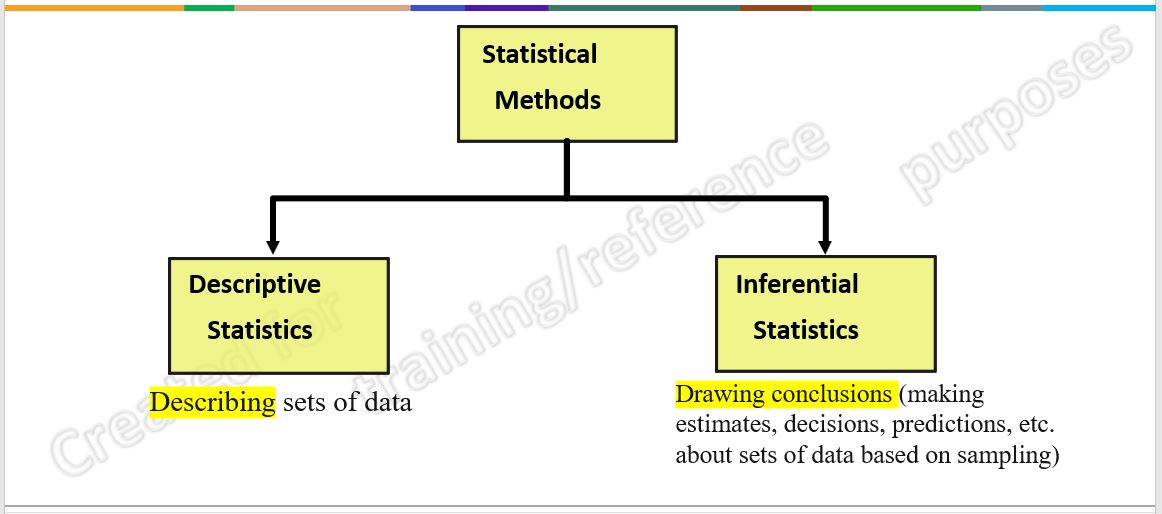 Statistical
Methods
Descriptive
Statistics
Inferential
Statistics
Describing sets of data
Drawing conclusions (making
estimates, decisions, predictions, etc.
about sets of data based on sampling)
Created for training/reference purposes